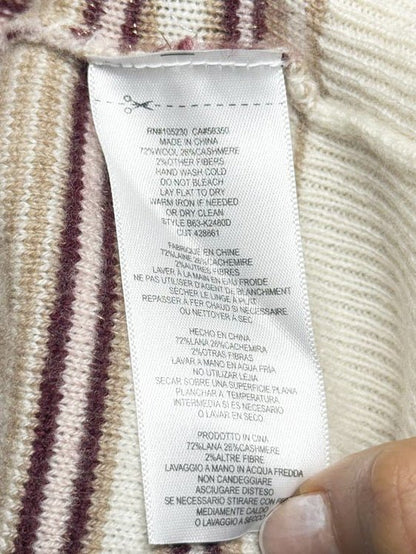 RN#105230 CA#58350
MADE IN CHINA
72%WOOL 26%CASHMERE
2%OTHER FIBERS
HAND WASH COLD
DO NOT BLEACH
LAY FLAT TO DRY
WARM IRON IF NEEDED
OR DRY CLEAN
STYLE B63-K2460D
CUT 428661
FABRIQUE EN CHINE
72%LAINE 26%CACHEMIRE
2%AUTRES FIBRES
LAVER À LA MAIN EN EAU FROIDE
NE PAS UTILISER D'AGENT DE BLANCHIMENT
SÉCHER LE LINGE À PLAT
REPASSER À FER CHAUD SI NECESSAIRE
OU NETTOYER À SEC
HECHO EN CHINA
72%LANA 26%CACHEMIRA
2%OTRAS FIBRAS
LAVAR A MANO EN AGUA FRIA
NO UTILIZAR LEJIA
SECAR SOBRE UNA SUPERFICIE PLANA
PLANCHAR A TEMPERATURA
INTERMEDIA SI ES NECESARIO
O LAVAR EN SECO.
PRODOTTO IN CINA
72%LANA 26%CASHMERE
2%ALTRE FIBRE
LAVAGGIO A MANO IN ACQUA FREDDA
NON CANDEGGIARE
ASCIUGARE DISTESO
SE NECESSARIO STIRARE CON
MEDIAMENTE CALDO
O LAVAGGIO A SECCO